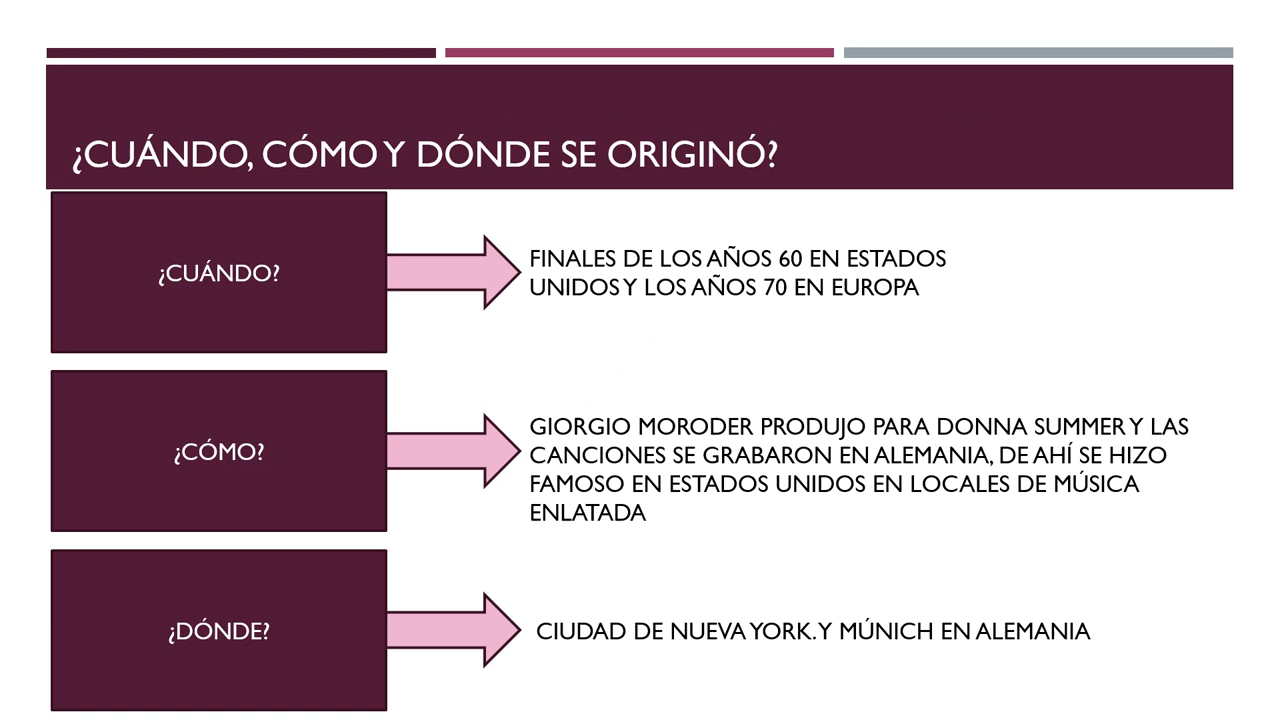 ¿CUÁNDO, CÓMO Y DÓNDE SE ORIGINÓ?
¿CUÁNDO?
FINALES DE LOS AÑOS 60 EN ESTADOS
UNIDOS Y LOS AÑOS 70 EN EUROPA
¿CÓMO?
GIORGIO MORODER PRODUJO PARA DONNA SUMMER Y LAS
CANCIONES SE GRABARON EN ALEMANIA, DE AHÍ SE HIZO
FAMOSO EN ESTADOS UNIDOS EN LOCALES DE MÚSICA
ENLATADA
¿DÓNDE?
CIUDAD DE NUEVA YORK. Y MÚNICH EN ALEMANIA